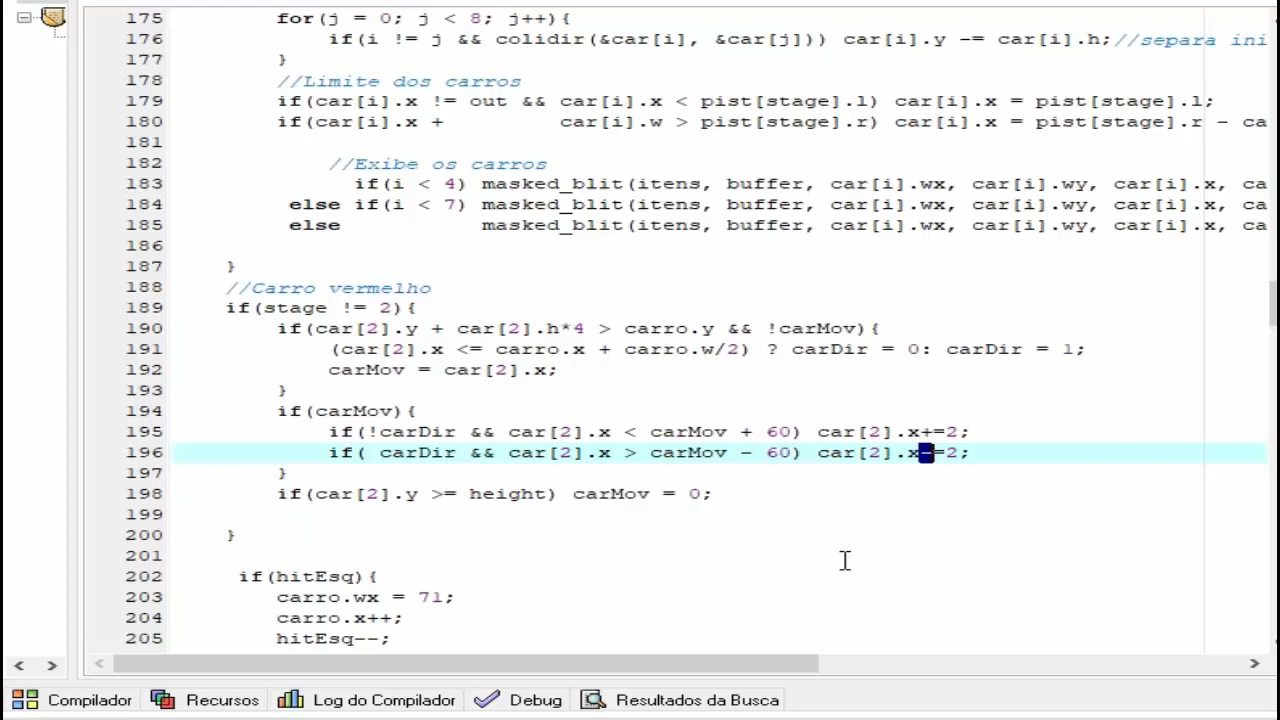 175 for(j = 0; j < 8; j++){
176 if(i != j && colidir(&car[i], &car[j])) car[i].y -= car[i].h;//separa ini
177 }
178 //Limite dos carros
179 if(car[i].x != out && car[i].x < pist[stage].l) car[i].x = pist[stage].l;
180 if(car[i].x + car[i].w > pist[stage].r) car[i].x = pist[stage].r - ca
181
182 //Exibe os carros
183 if(i < 4) masked_blit(itens, buffer, car[i].wx, car[i].wy, car[i].x, ca
184 else if(i < 7) masked_blit(itens, buffer, car[i].wx, car[i].wy, car[i].x, ca
185 else masked_blit(itens, buffer, car[i].wx, car[i].wy, car[i].x, ca
186
187 }
188 //Carro vermelho
189 if(stage != 2){
190 if(car[2].y + car[2].h*4 > carro.y && !carMov){
191 (car[2].x <= carro.x + carro.w/2) ? carDir = 0: carDir = 1;
192 carMov = car[2].x;
193 }
194 if(carMov){
195 if(!carDir && car[2].x < carMov + 60) car[2].x+=2;
196 if( carDir && car[2].x > carMov - 60) car[2].x-=2;
197 }
198 if(car[2].y >= height) carMov = 0;
199
200 }
201
202 if(hitEsq){
203 carro.wx = 71;
204 carro.x++;
205 hitEsq--;
Compilador Recursos Log do Compilador Debug Resultados da Busca